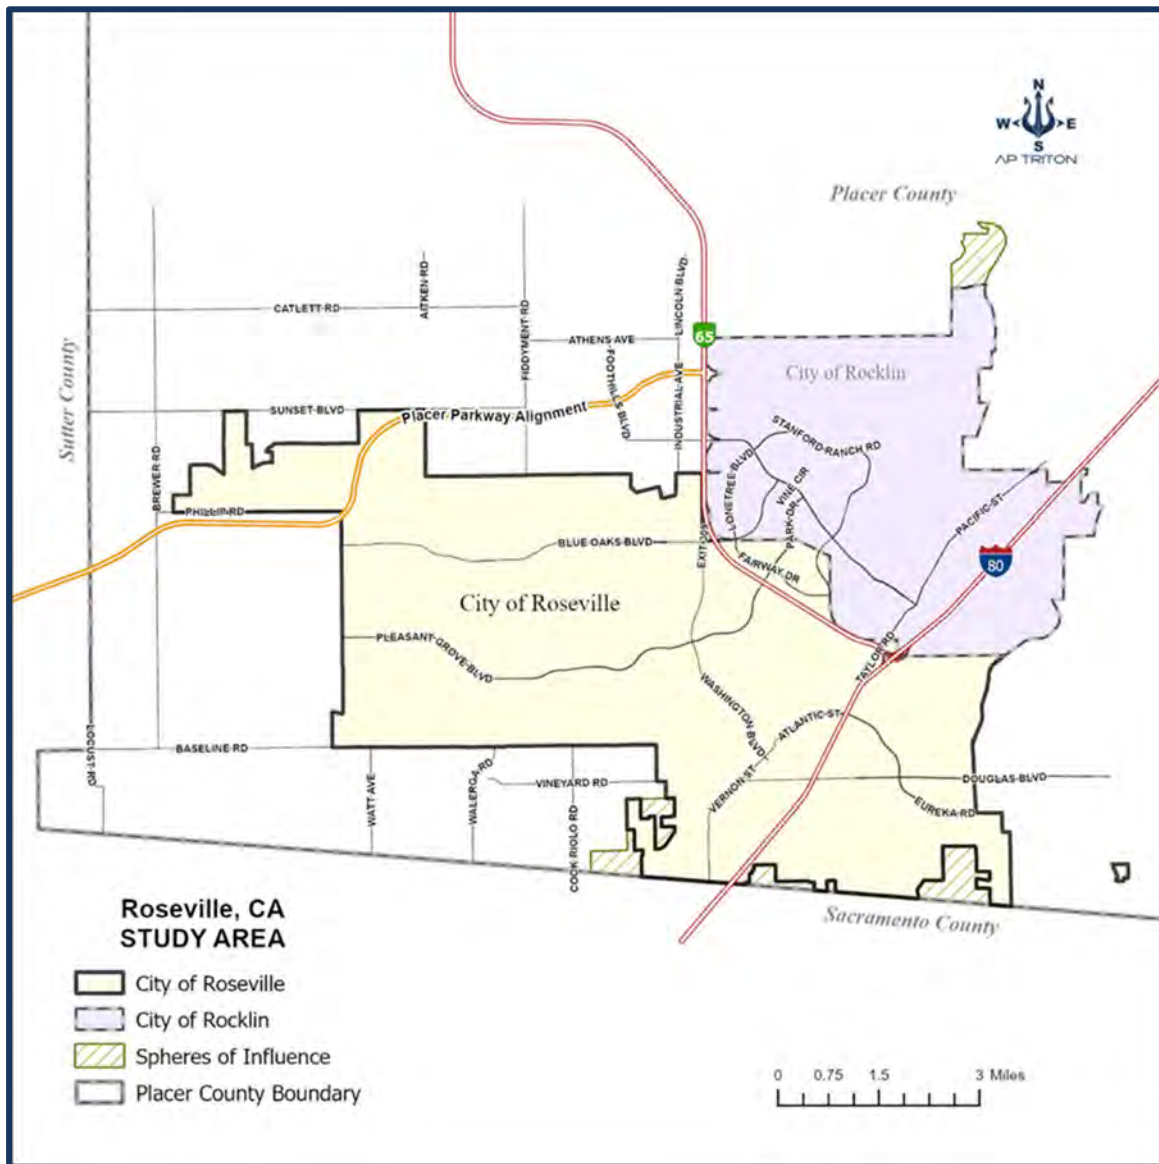 N
W E
S
AP TRITON
Placer County
Sutter County
CATLETT RD
AITKEN RD
FIDDYMENT RD
LINCOLN BLVD
ATHENS AVE
65
FOOTHILLS BLVD
INDUSTRIAL AVE
City of Rocklin
SUNSET BLVD
Placer Parkway Alignment
STANFORD RANCH RD
LONETREE BLVD
VINE CIR
PARK DR
BREWER RD
PHILLIP RD
PACIFIC ST
BLUE OAKS BLVD
EXIT 309
FAIRWAY DR
80
City of Roseville
PLEASANT GROVE BLVD
TAYLOR RD
WASHINGTON BLVD
ATLANTIC ST
LOCUST RD
BASELINE RD
WATT AVE
WALERGA RD
VINEYARD RD
COOK RIOLO RD
VERNON ST
DOUGLAS BLVD
EUREKA RD
Sacramento County
Roseville, CA
STUDY AREA
City of Roseville
City of Rocklin
Spheres of Influence
Placer County Boundary
0 0.75 1.5 3 Miles